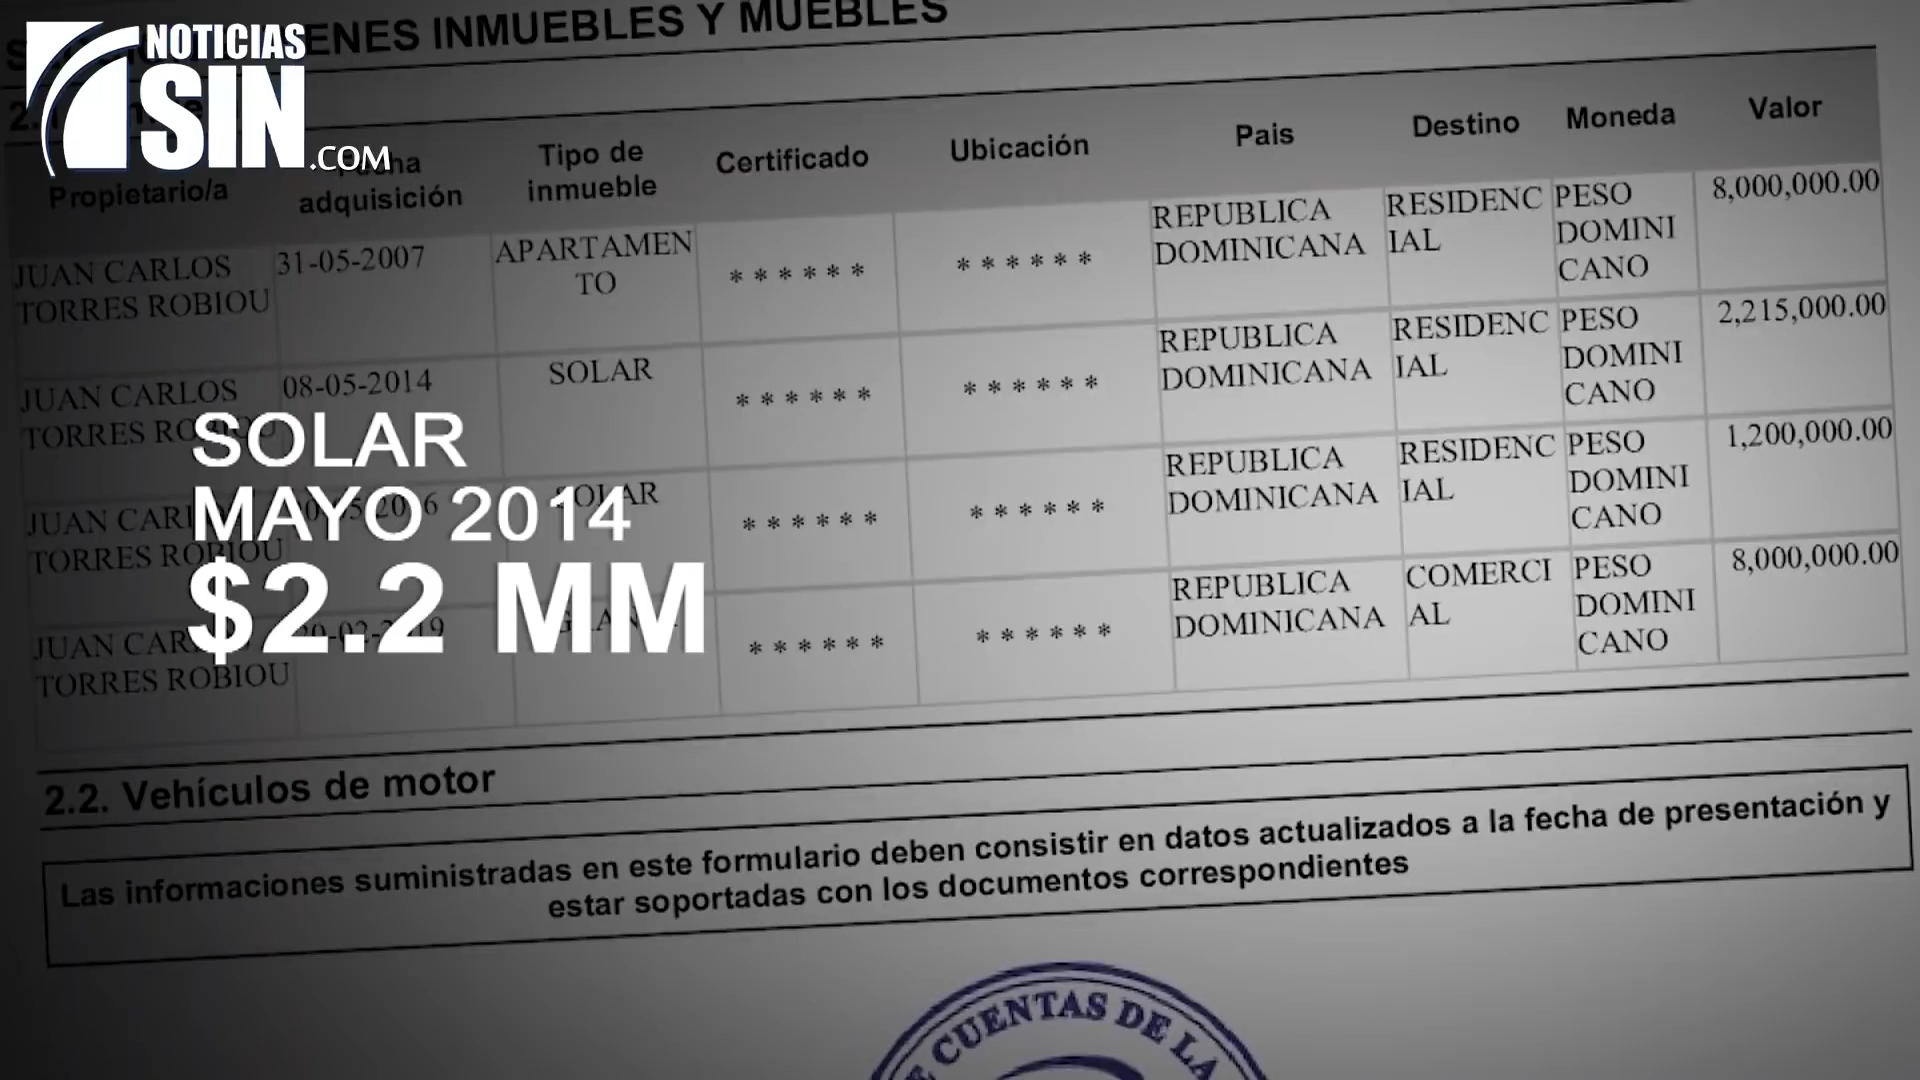 NOTICIAS
SIN
.COM
ENES INMUEBLES Y MUEBLES
Propietario/a
adquisición
Tipo de
inmueble
Certificado
Ubicación
Pais
Destino
Moneda
Valor
JUAN CARLOS
TORRES ROBIOU
31-05-2007
APARTAMEN
TO
******
******
REPUBLICA
DOMINICANA
RESIDENC
IAL
PESO
DOMINI
CANO
8,000,000.00
JUAN CARLOS
TORRES
08-05-2014
SOLAR
******
******
REPUBLICA
DOMINICANA
RESIDENC
IAL
PESO
DOMINI
CANO
2,215,000.00
JUAN
TORRES ROBIOU
******
******
REPUBLICA
DOMINICANA
RESIDENC
IAL
PESO
DOMINI
CANO
1,200,000.00
JUAN
TORRES ROBIOU
******
******
REPUBLICA
DOMINICANA
COMERCI
AL
PESO
DOMINI
CANO
8,000,000.00
SOLAR
MAYO 2014
$2.2 MM
2.2. Vehículos de motor
Las informaciones suministradas en este formulario deben consistir en datos actualizados a la fecha de presentación y
estar soportadas con los documentos correspondientes
CUENTAS DE LA